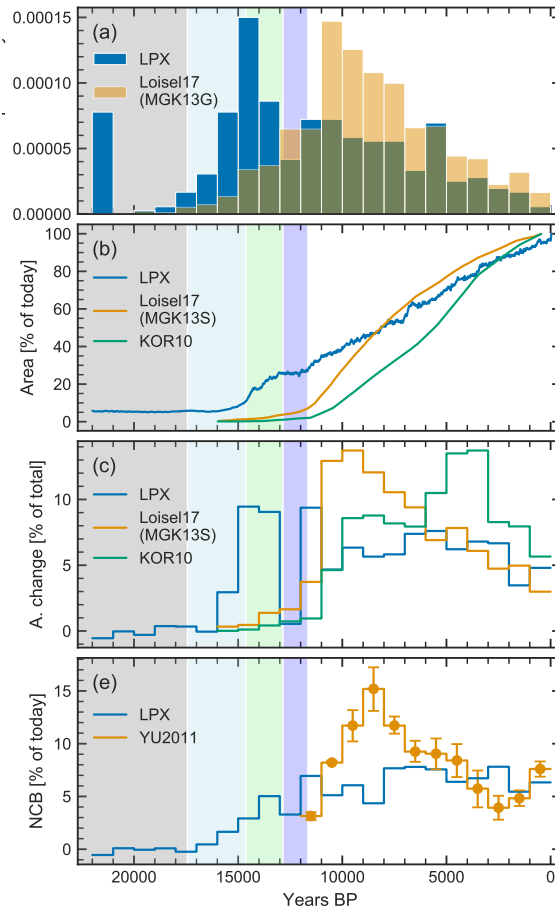 0.00015
0.00010
0.00005
0.00000
(a)
LPX
Loisel17
(MGK13G)
100
80
60
40
20
0
Area [% of today]
(b)
LPX
Loisel17
(MGK13S)
KOR10
10
5
0
A. change [% of total]
(c)
LPX
Loisel17
(MGK13S)
KOR10
15
10
5
0
NCB [% of today]
(e)
LPX
YU2011
20000 15000 10000 5000 0
Years BP